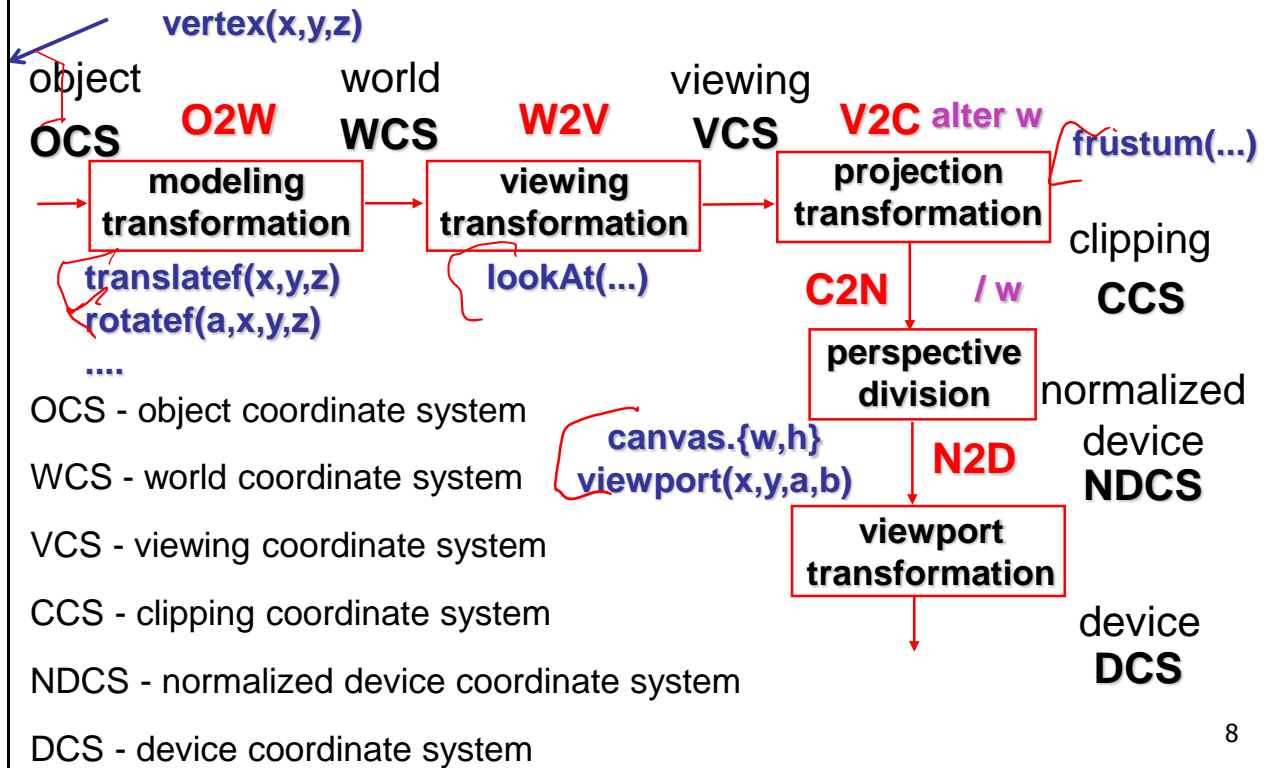 vertex(x,y,z)
object
OCS
O2W
world
WCS
W2V
viewing
VCS
V2C alter w
frustum(...)
modeling
transformation
viewing
transformation
projection
transformation
translatef(x,y,z)
rotatef(a,x,y,z)
....
lookAt(...)
clipping
CCS
C2N / w
perspective
division
normalized
device
NDCS
canvas.{w,h}
viewport(x,y,a,b)
N2D
viewport
transformation
device
DCS
OCS - object coordinate system
WCS - world coordinate system
VCS - viewing coordinate system
CCS - clipping coordinate system
NDCS - normalized device coordinate system
DCS - device coordinate system
8